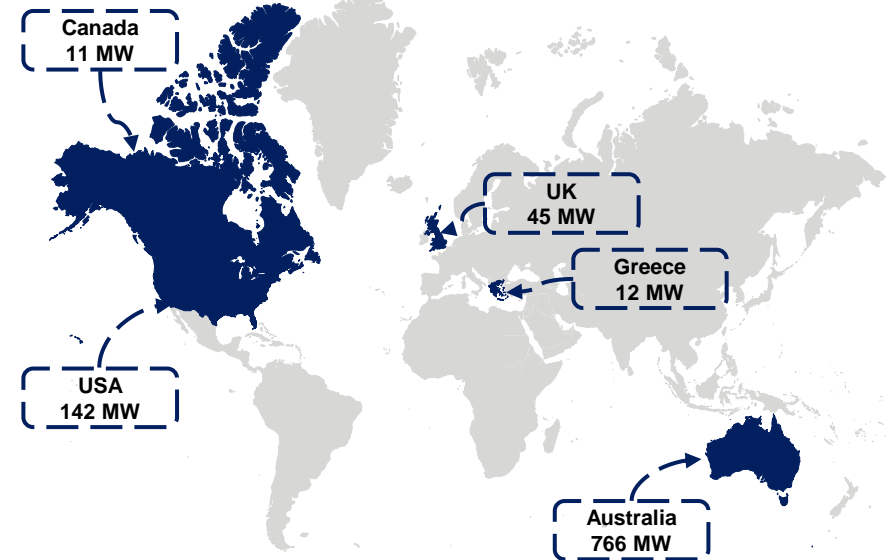 Canada
11 MW
UK
45 MW
Greece
12 MW
USA
142 MW
Australia
766 MW